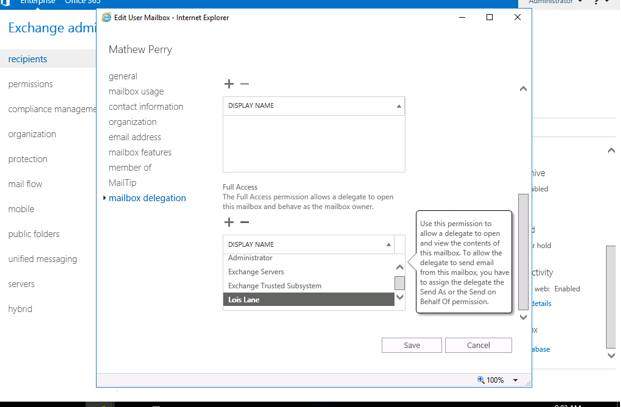 Enterprise Office 365
Administrator
?
Exchange admi
Edit User Mailbox - Internet Explorer
Mathew Perry
recipients
permissions
compliance manageme
organization
protection
mail flow
mobile
public folders
unified messaging
servers
hybrid
general
mailbox usage
contact information
organization
email address
mailbox features
member of
MailTip
mailbox delegation
DISPLAY NAME
Full Access
The Full Access permission allows a delegate to open
this mailbox and behave as the mailbox owner.
DISPLAY NAME
Administrator
Exchange Servers
Exchange Trusted Subsystem
Lois Lane
Use this permission to
allow a delegate to open
and view the contents of
this mailbox. To allow the
delegate to send email
from this mailbox, you have
to assign the delegate the
Send As or the Send on
Behalf Of permission.
Save
Cancel
100%
hive
bled
r hold
ctivity
web: Enabled
details
ox
abase